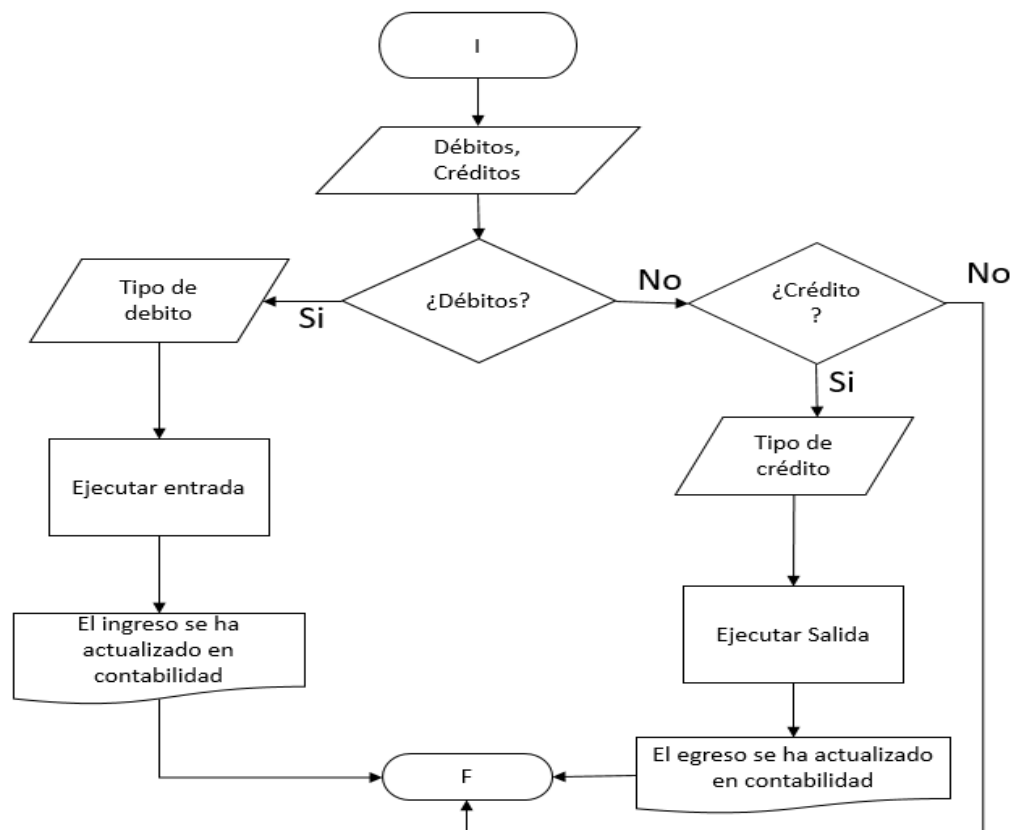 I
Débitos,
Créditos
¿Débitos?
Si
No
Tipo de
debito
Ejecutar entrada
El ingreso se ha
actualizado en
contabilidad
¿Crédito
?
No
Si
Tipo de
crédito
Ejecutar Salida
El egreso se ha actualizado
en contabilidad
F